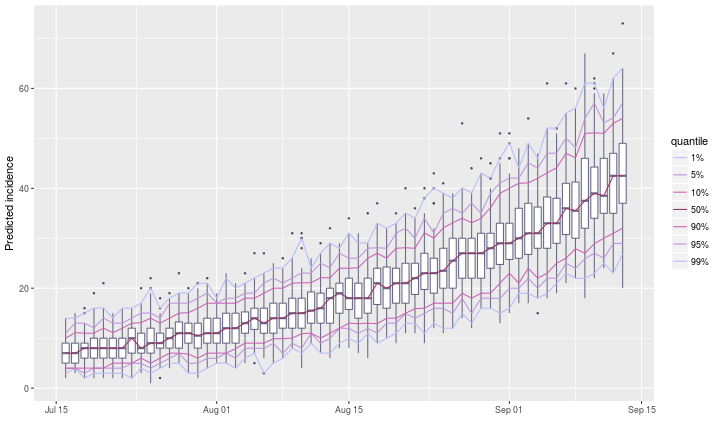 Predicted incidence
60
40
20
0
Jul 15
Aug 01
Aug 15
Sep 01
Sep 15
quantile
1%
5%
10%
50%
90%
95%
99%